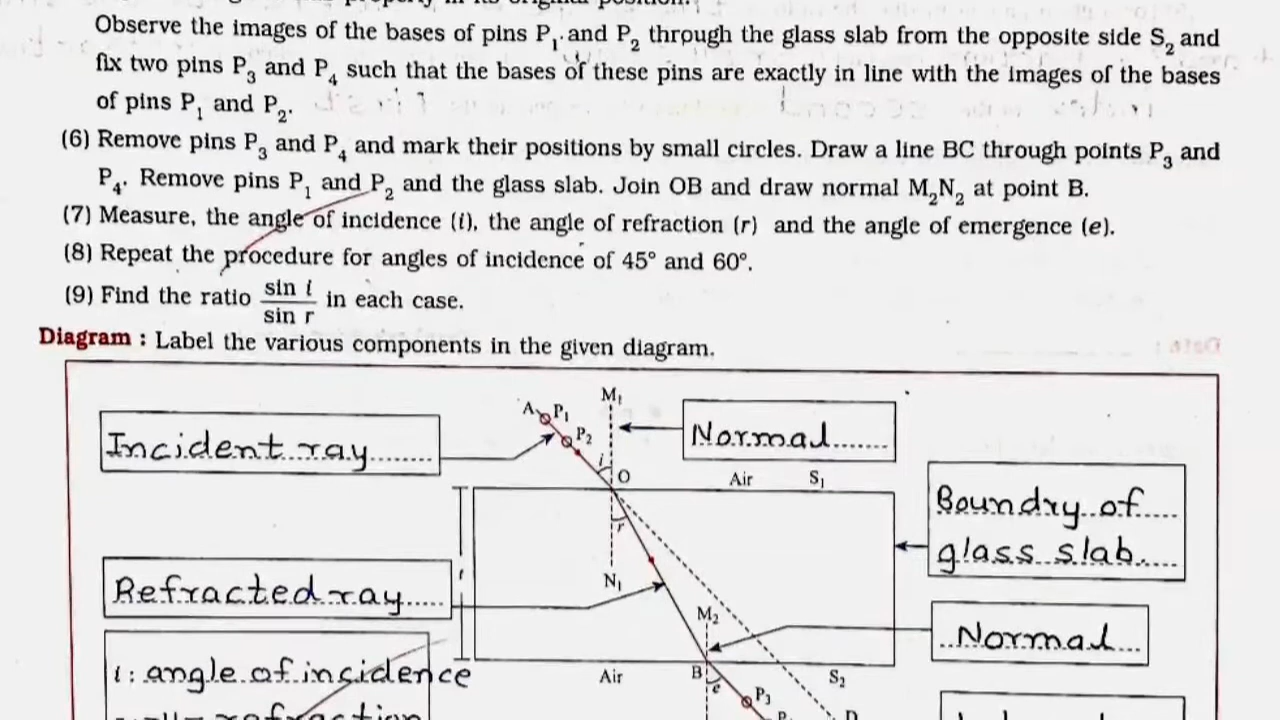 Observe the images of the bases of pins P₁ and P₂ through the glass slab from the opposite side S₂ and
fix two pins P₃ and P₄ such that the bases of these pins are exactly in line with the images of the bases
of pins P₁ and P₂.
(6) Remove pins P₃ and P₄ and mark their positions by small circles. Draw a line BC through points P₃ and
P₄. Remove pins P₁ and P₂ and the glass slab. Join OB and draw normal M₂N₂ at point B.
(7) Measure, the angle of incidence (i), the angle of refraction (r) and the angle of emergence (e).
(8) Repeat the procedure for angles of incidence of 45° and 60°.
(9) Find the ratio sin i / sin r in each case.
Diagram : Label the various components in the given diagram.
M₁
A P₁
P₂
Incident ray
Normal
i
O
Air S₁
Boundry of
glass slab
r
N₁
t
Refracted ray
M₂
Normal
i : angle of incidence
Air
B
S₂
e
P₃
D
refraction